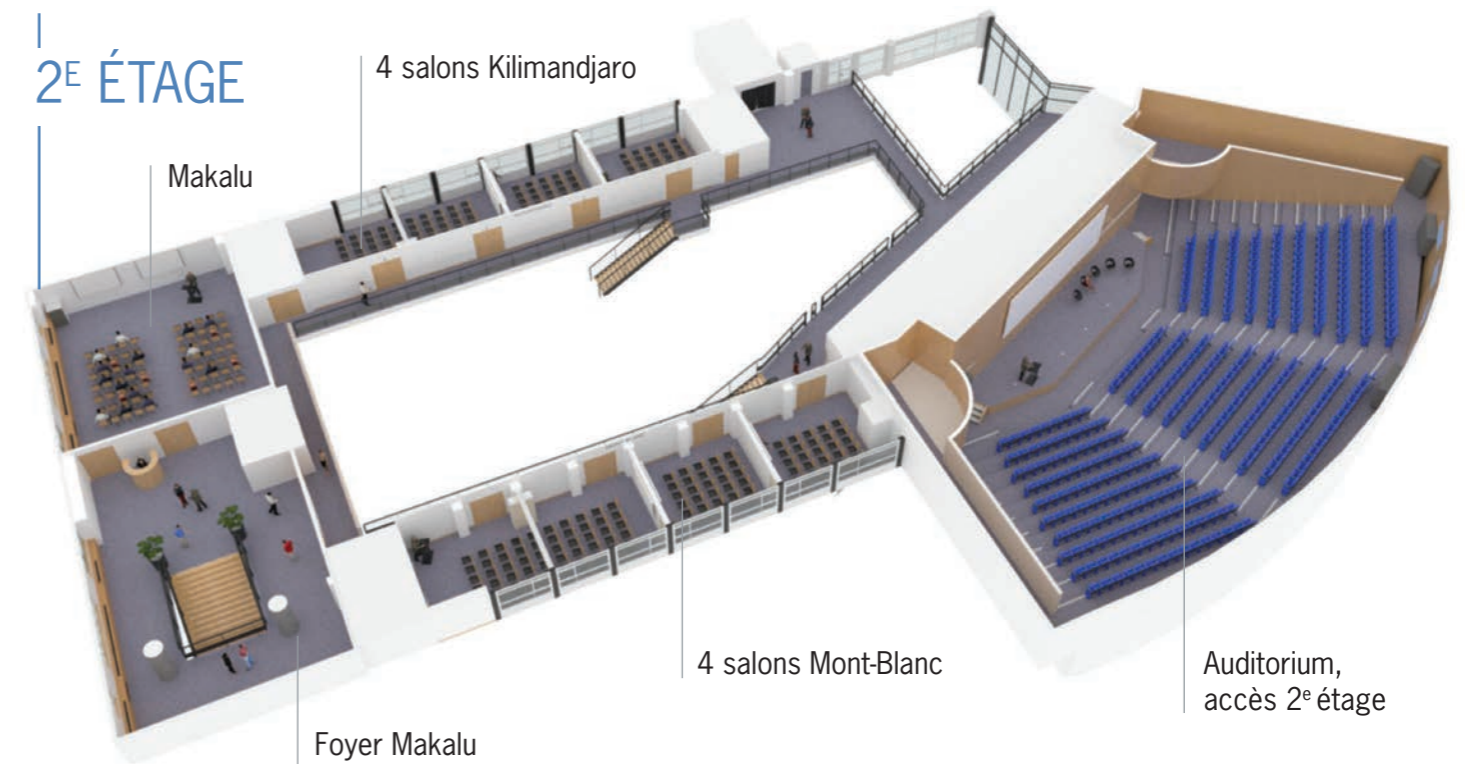 2E ÉTAGE
4 salons Kilimandjaro
Makalu
4 salons Mont-Blanc
Auditorium,
accès 2e étage
Foyer Makalu